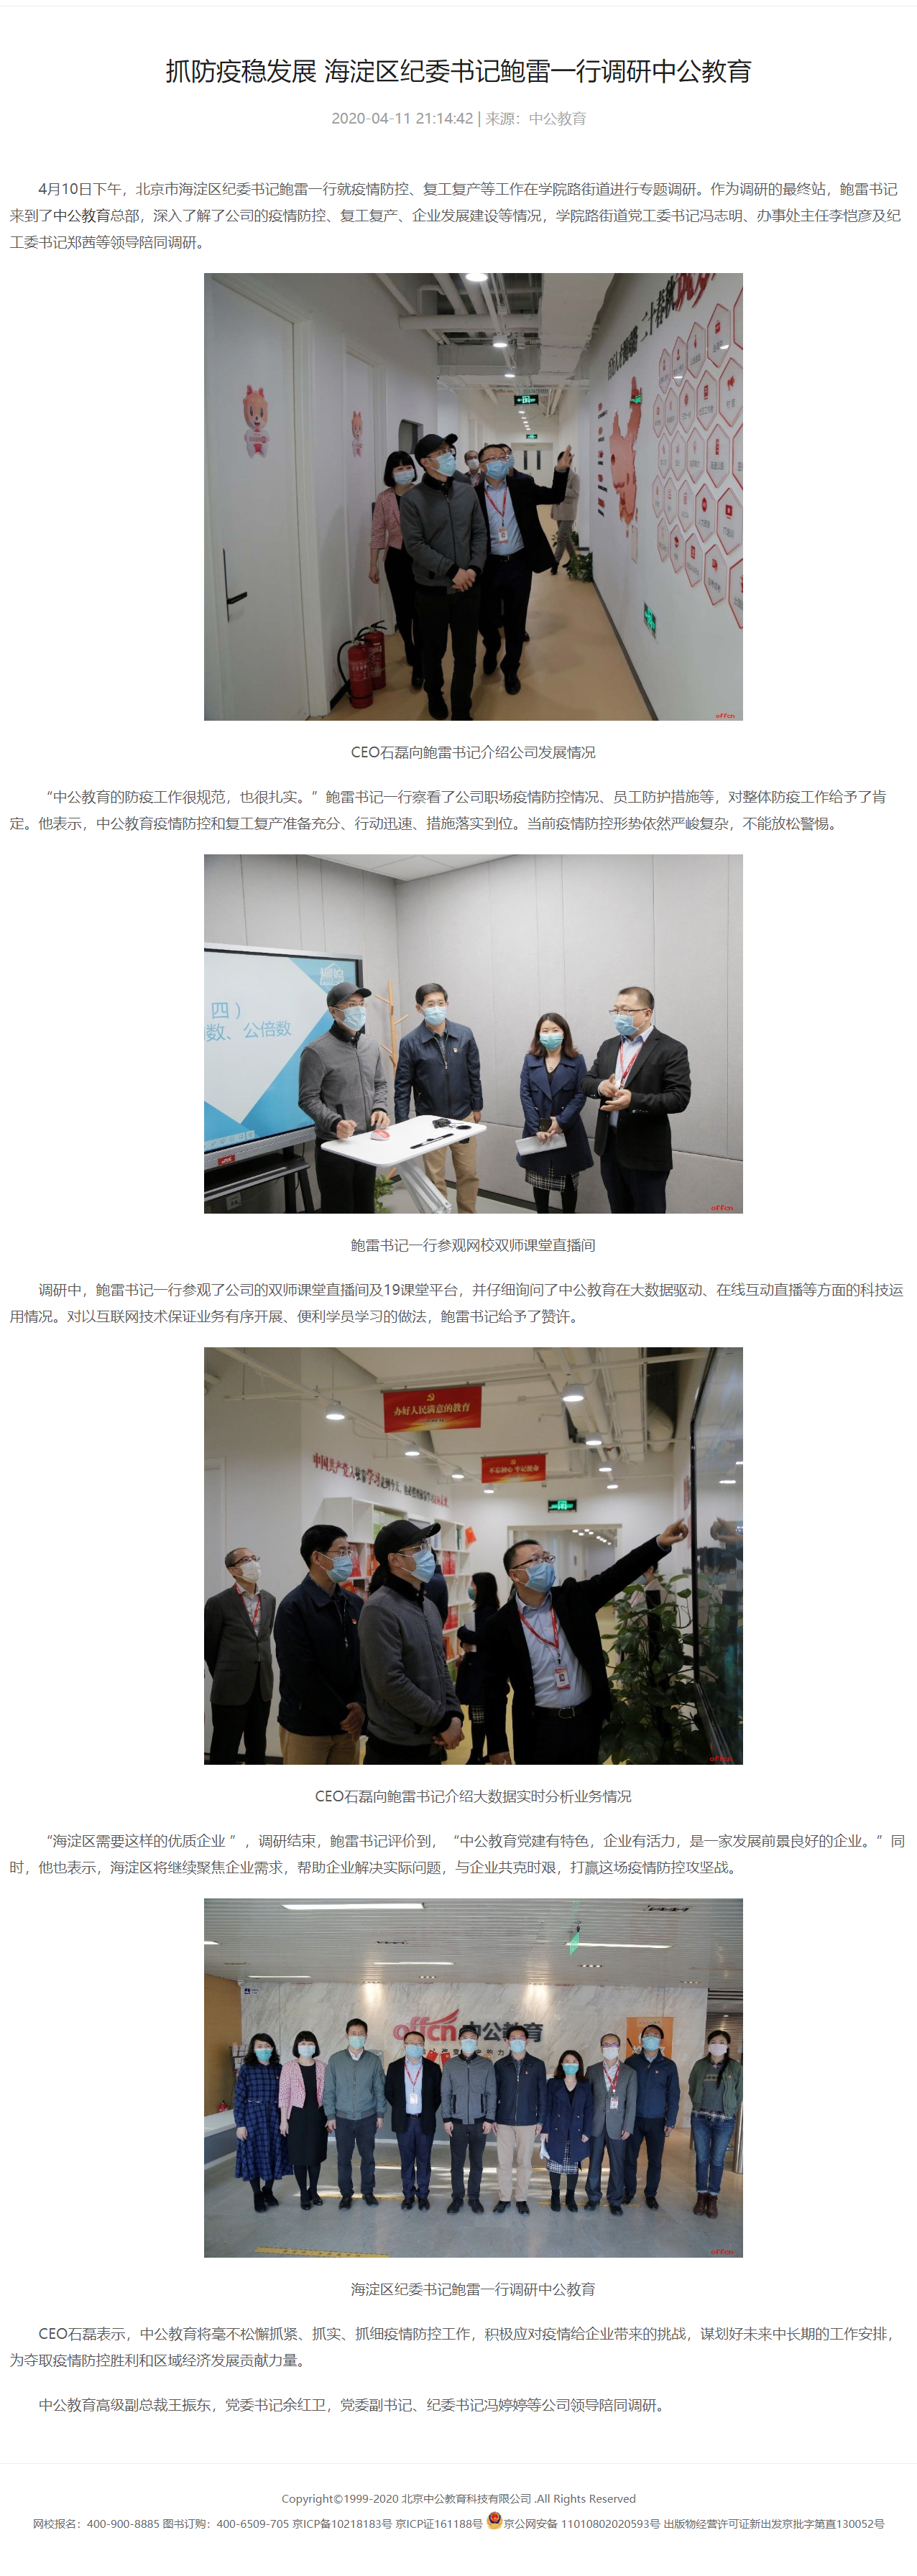 抓防疫稳发展 海淀区纪委书记鲍雷一行调研中公教育
2020-04-11 21:14:42 | 来源：中公教育
4月10日下午，北京市海淀区纪委书记鲍雷一行就疫情防控、复工复产等工作在学院路街道进行专题调研。作为调研的最终站，鲍雷书记
来到了中公教育总部，深入了解了公司的疫情防控、复工复产、企业发展建设等情况，学院路街道党工委书记冯志明、办事处主任李恺彦及纪
工委书记郑茜等领导陪同调研。
offcn
CEO石磊向鲍雷书记介绍公司发展情况
“中公教育的防疫工作很规范，也很扎实。”鲍雷书记一行察看了公司职场疫情防控情况、员工防护措施等，对整体防疫工作给予了肯
定。他表示，中公教育疫情防控和复工复产准备充分、行动迅速、措施落实到位。当前疫情防控形势依然严峻复杂，不能放松警惕。
四）
数、公倍数
offcn
鲍雷书记一行参观网校双师课堂直播间
调研中，鲍雷书记一行参观了公司的双师课堂直播间及19课堂平台，并仔细询问了中公教育在大数据驱动、在线互动直播等方面的科技运
用情况。对以互联网技术保证业务有序开展、便利学员学习的做法，鲍雷书记给予了赞许。
办好人民满意的教育
不忘初心 牢记使命
offcn
CEO石磊向鲍雷书记介绍大数据实时分析业务情况
“海淀区需要这样的优质企业 ”，调研结束，鲍雷书记评价到，“中公教育党建有特色，企业有活力，是一家发展前景良好的企业。”同
时，他也表示，海淀区将继续聚焦企业需求，帮助企业解决实际问题，与企业共克时艰，打赢这场疫情防控攻坚战。
offcn 中公教育
offcn
海淀区纪委书记鲍雷一行调研中公教育
CEO石磊表示，中公教育将毫不松懈抓紧、抓实、抓细疫情防控工作，积极应对疫情给企业带来的挑战，谋划好未来中长期的工作安排，
为夺取疫情防控胜利和区域经济发展贡献力量。
中公教育高级副总裁王振东，党委书记余红卫，党委副书记、纪委书记冯婷婷等公司领导陪同调研。
Copyright©1999-2020 北京中公教育科技有限公司 .All Rights Reserved
网校报名：400-900-8885 图书订购：400-6509-705 京ICP备10218183号 京ICP证161188号 京公网安备 11010802020593号 出版物经营许可证新出发京批字第直130052号